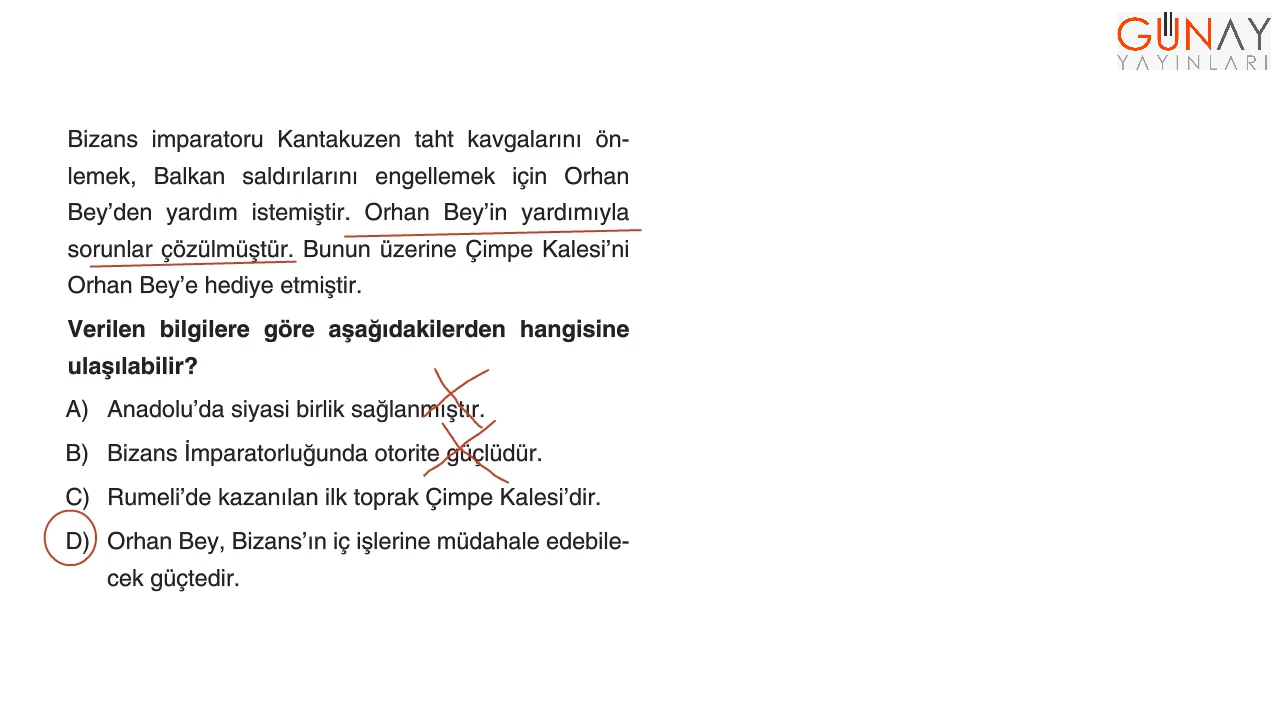 GÜNAY
YAYINLARI
Bizans imparatoru Kantakuzen taht kavgalarını ön-
lemek, Balkan saldırılarını engellemek için Orhan
Bey’den yardım istemiştir. Orhan Bey’in yardımıyla
sorunlar çözülmüştür. Bunun üzerine Çimpe Kalesi’ni
Orhan Bey’e hediye etmiştir.
Verilen bilgilere göre aşağıdakilerden hangisine
ulaşılabilir?
A) Anadolu’da siyasi birlik sağlanmıştır.
B) Bizans İmparatorluğunda otorite güçlüdür.
C) Rumeli’de kazanılan ilk toprak Çimpe Kalesi’dir.
D) Orhan Bey, Bizans’ın iç işlerine müdahale edebile-
cek güçtedir.